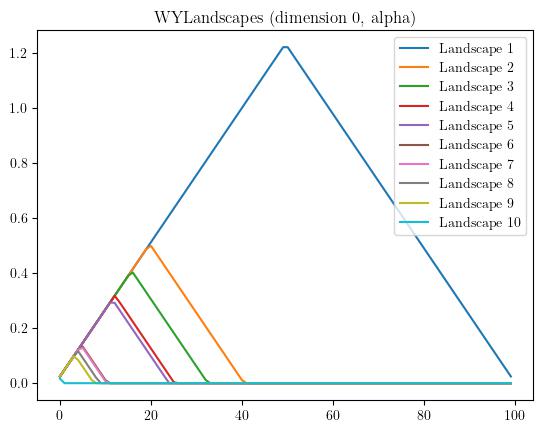 WYLandscapes (dimension 0, alpha)
Landscape 1
Landscape 2
Landscape 3
Landscape 4
Landscape 5
Landscape 6
Landscape 7
Landscape 8
Landscape 9
Landscape 10
1.2
1.0
0.8
0.6
0.4
0.2
0.0
0 20 40 60 80 100